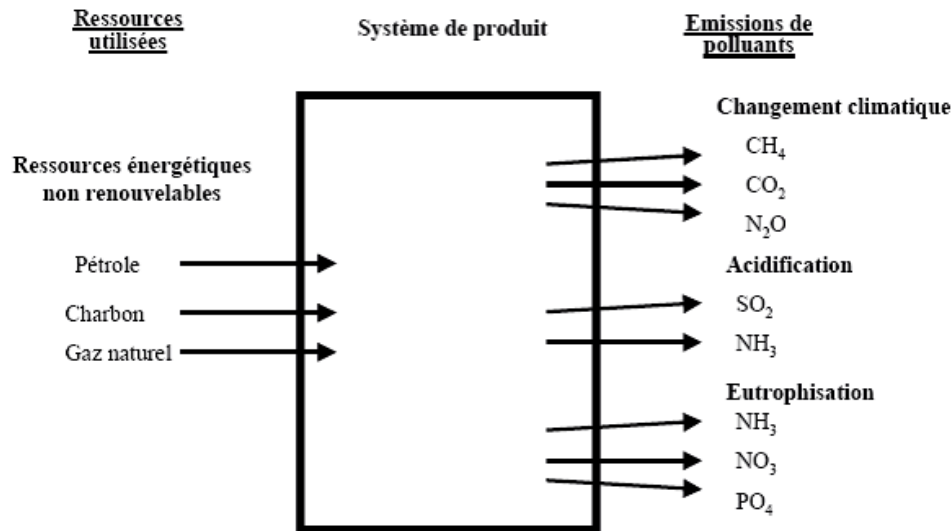 Ressources
utilisées
Système de produit
Emissions de
polluants
Changement climatique
CH₄
Ressources énergétiques
non renouvelables
CO₂
N₂O
Pétrole
Acidification
Charbon
SO₂
Gaz naturel
NH₃
Eutrophisation
NH₃
NO₃
PO₄